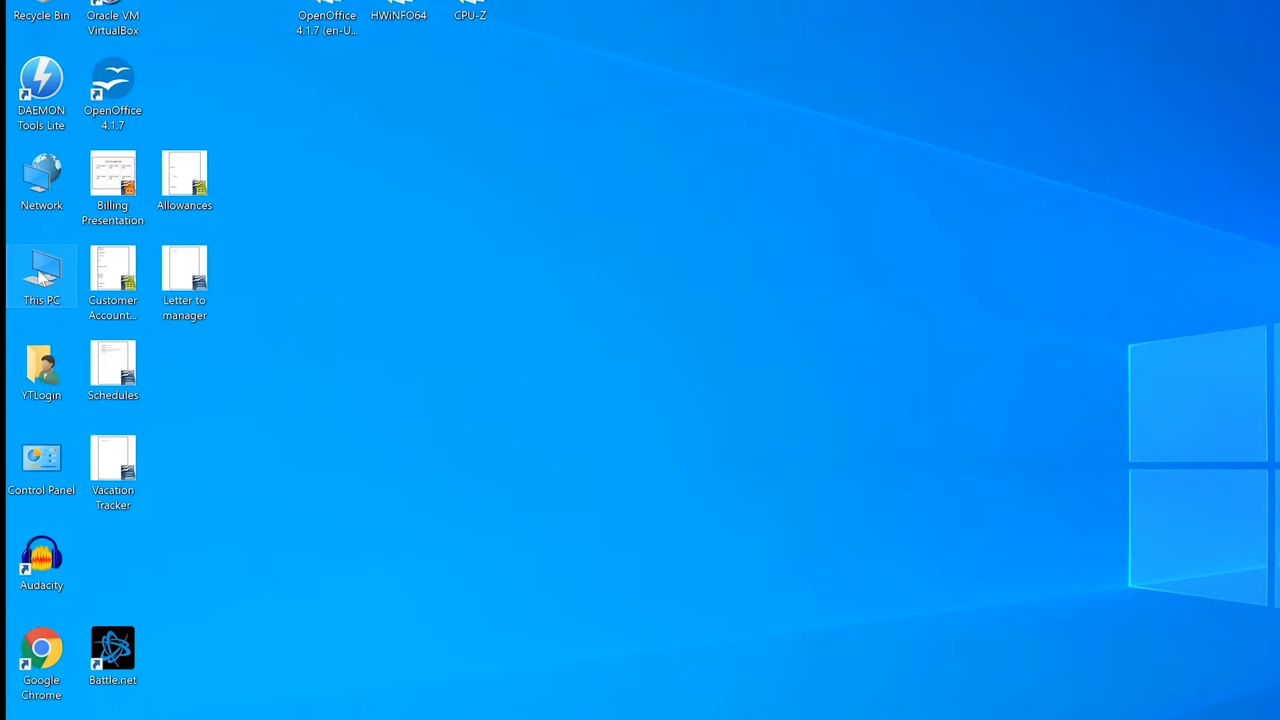 Recycle Bin
Oracle VM
VirtualBox
OpenOffice
4.1.7 (en-U...
HWiNFO64
CPU-Z
DAEMON
Tools Lite
OpenOffice
4.1.7
Network
Billing
Presentation
Allowances
This PC
Customer
Account...
Letter to
manager
YTLogin
Schedules
Control Panel
Vacation
Tracker
Audacity
Google
Chrome
Battle.net